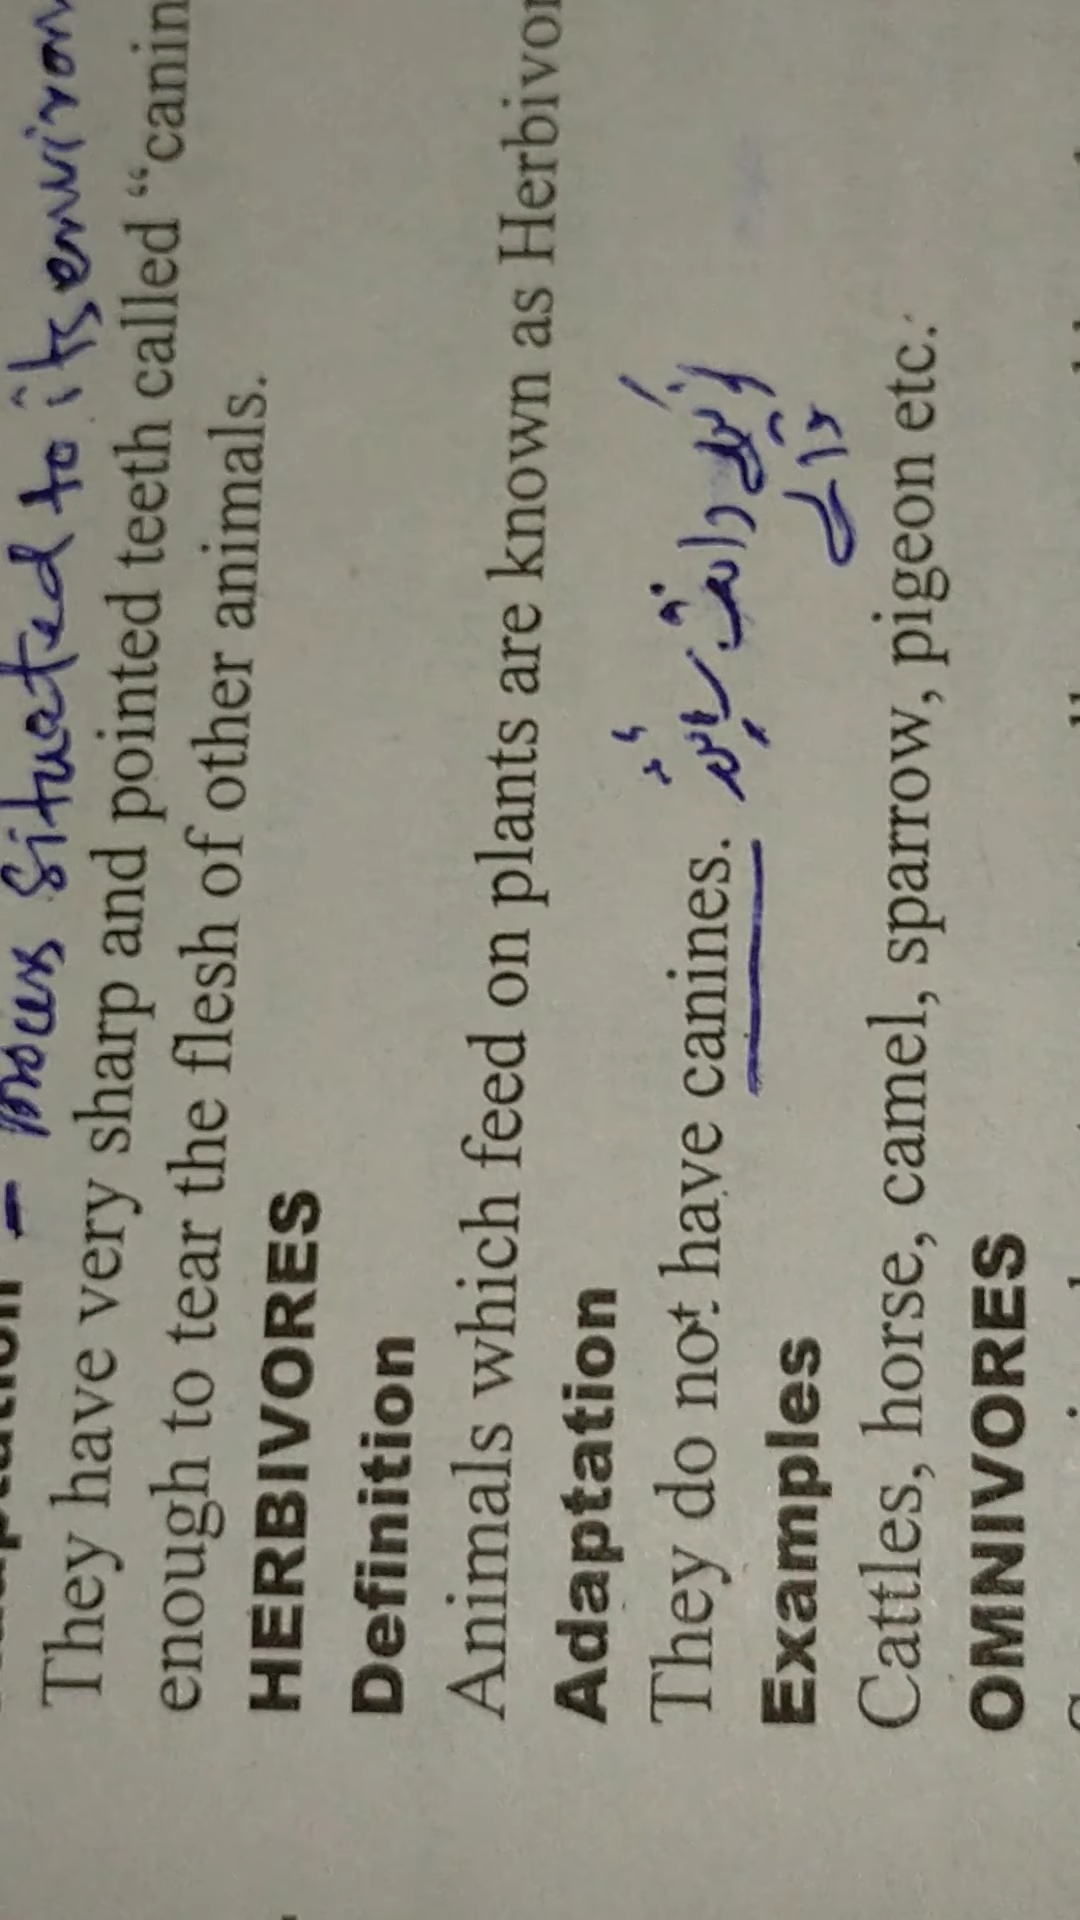 - more situated to its environ
They have very sharp and pointed teeth called “canin
enough to tear the flesh of other animals.
HERBIVORES
Definition
Animals which feed on plants are known as Herbivor
Adaptation
They do not have canines.
Examples
Cattles, horse, camel, sparrow, pigeon etc.
OMNIVORES